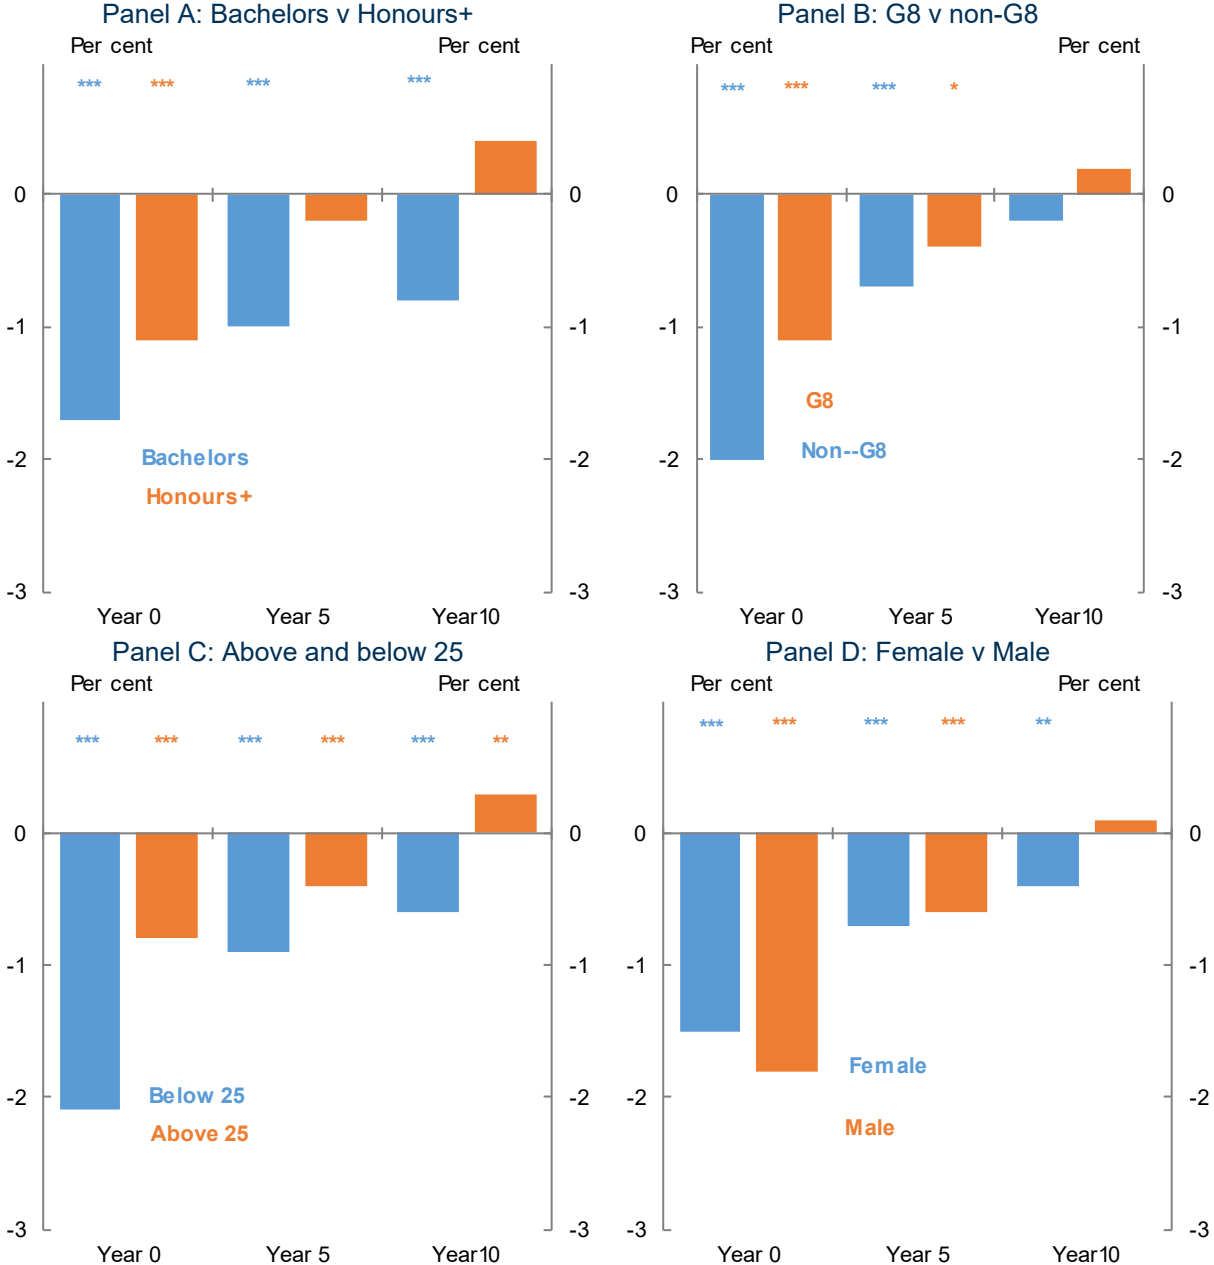 Panel A: Bachelors v Honours+
Per cent Per cent
*** *** *** ***
0 0
-1 -1
Bachelors
-2 -2
Honours+
-3 -3
Year 0 Year 5 Year10
Panel B: G8 v non-G8
Per cent Per cent
*** *** *** *
0 0
-1 -1
G8
Non--G8
-2 -2
-3 -3
Year 0 Year 5 Year10
Panel C: Above and below 25
Per cent Per cent
*** *** *** *** *** **
0 0
-1 -1
Below 25
-2 -2
Above 25
-3 -3
Year 0 Year 5 Year10
Panel D: Female v Male
Per cent Per cent
*** *** *** *** **
0 0
-1 -1
Female
-2 -2
Male
-3 -3
Year 0 Year 5 Year10